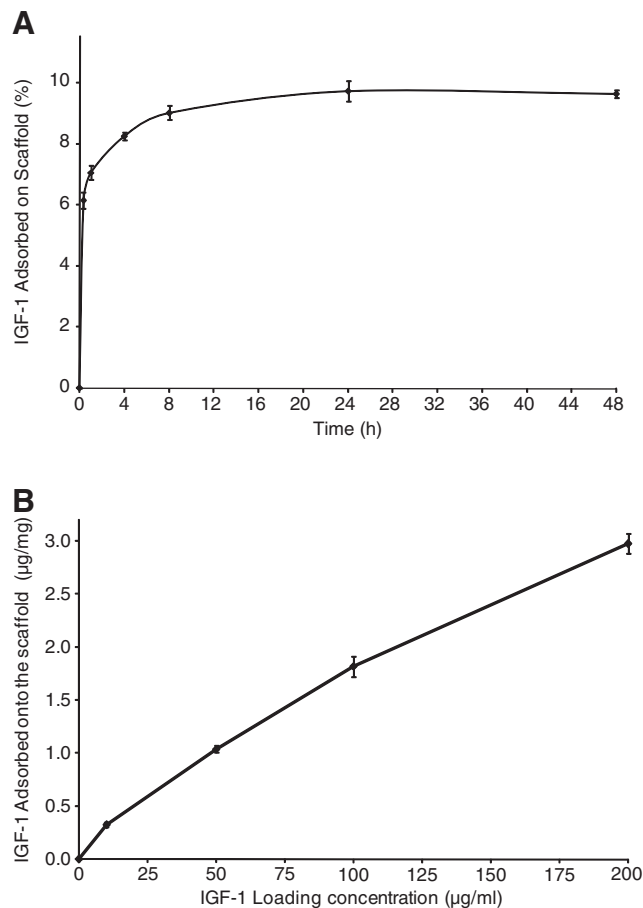 A
IGF-1 Adsorbed on Scaffold (%)
10
8
6
4
2
0
0 4 8 12 16 20 24 28 32 36 40 44 48
Time (h)
B
IGF-1 Adsorbed onto the scaffold (µg/mg)
3.0
2.5
2.0
1.5
1.0
0.5
0.0
0 25 50 75 100 125 150 175 200
IGF-1 Loading concentration (µg/ml)